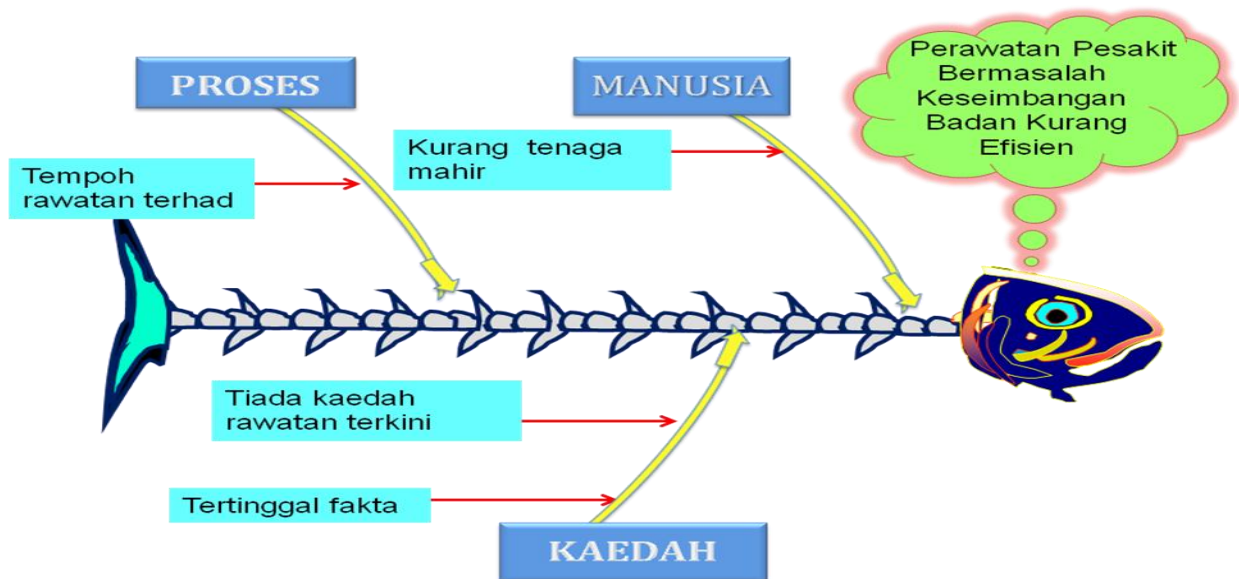 Perawatan Pesakit
Bermasalah
Keseimbangan
Badan Kurang
Efisien
PROSES
MANUSIA
Kurang tenaga
mahir
Tempoh
rawatan terhad
Tiada kaedah
rawatan terkini
Tertinggal fakta
KAEDAH